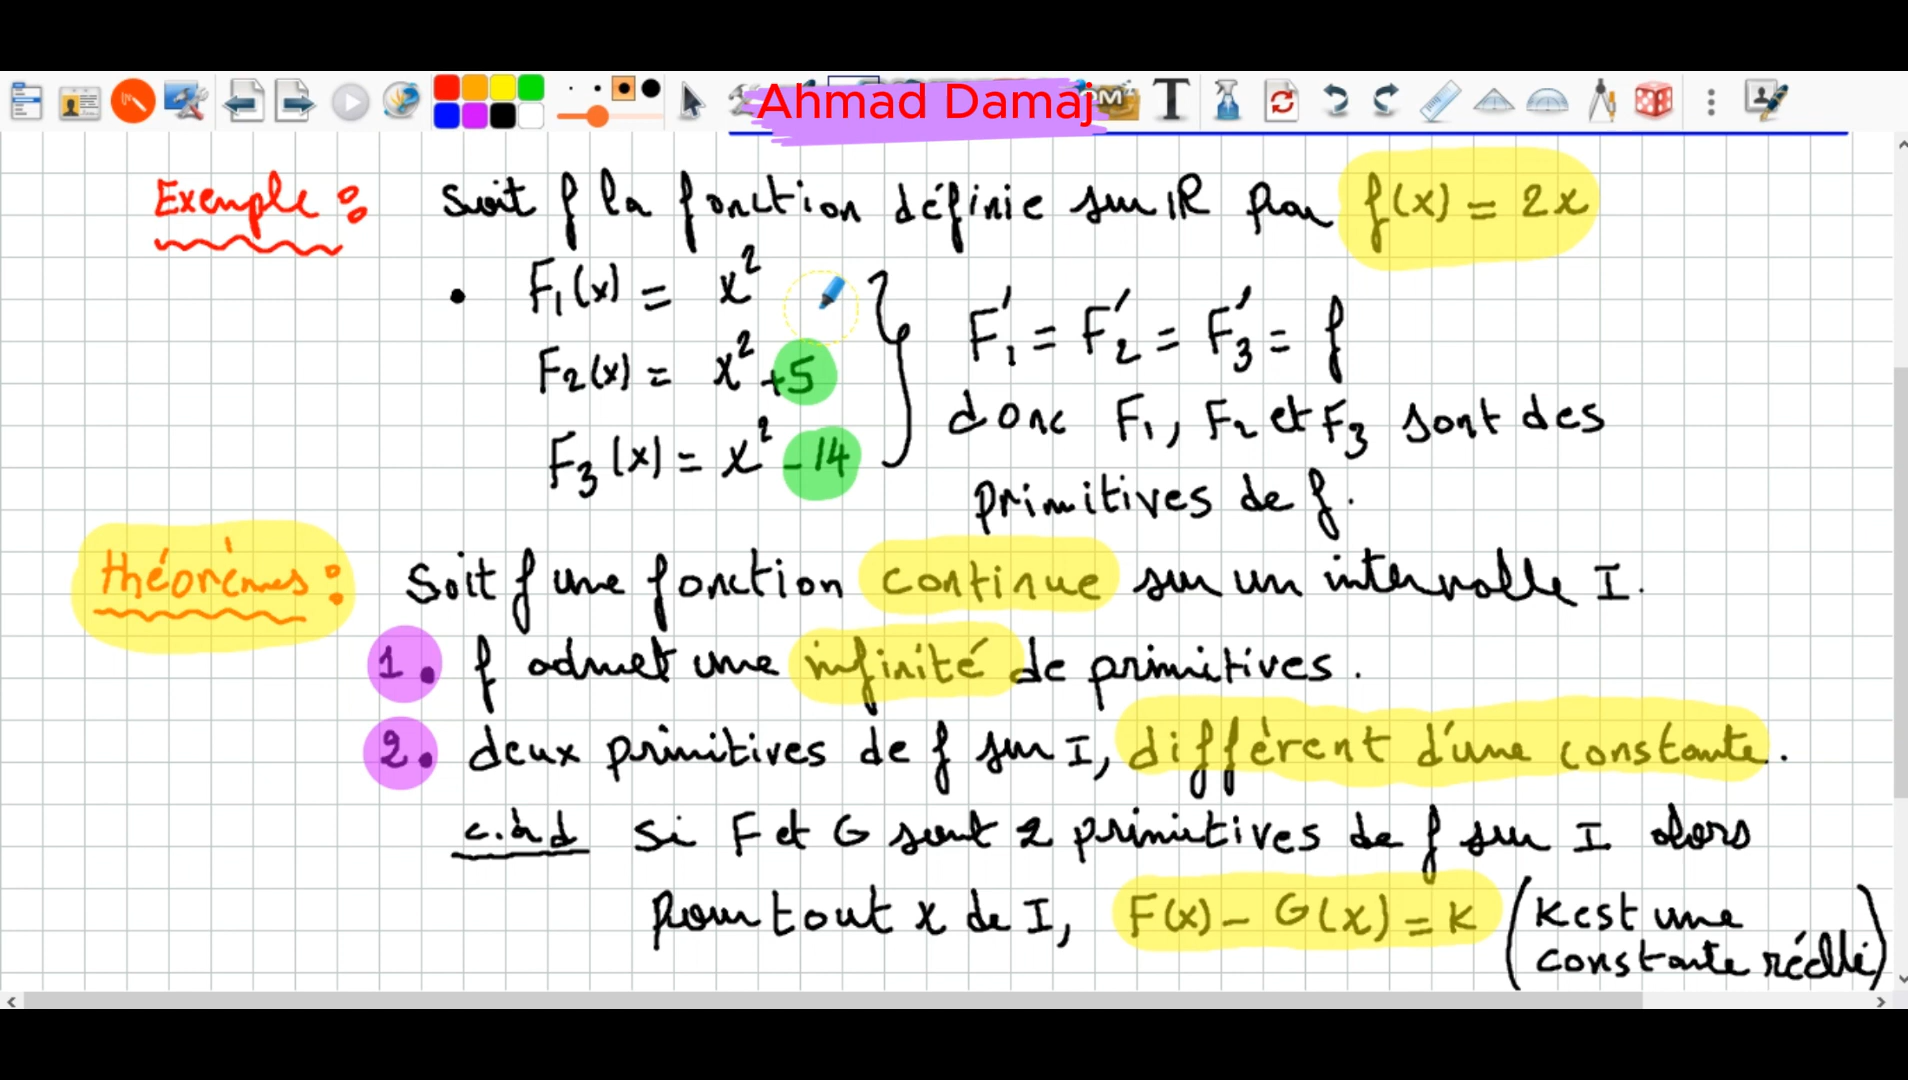 Ahmad Damaj
Exemple : Soit f la fonction définie sur IR par f(x) = 2x
• F₁(x) = x²
F₂(x) = x² +5
F₃(x) = x² -14
F₁' = F₂' = F₃' = f
donc F₁, F₂ et F₃ sont des
primitives de f.
théorèmes : Soit f une fonction continue sur un intervalle I.
1. f admet une infinité de primitives.
2. deux primitives de f sur I, différent d'une constante.
c.à.d Si F et G sont 2 primitives de f sur I alors
pour tout x de I, F(x) - G(x) = K (K est une
constante réelle)